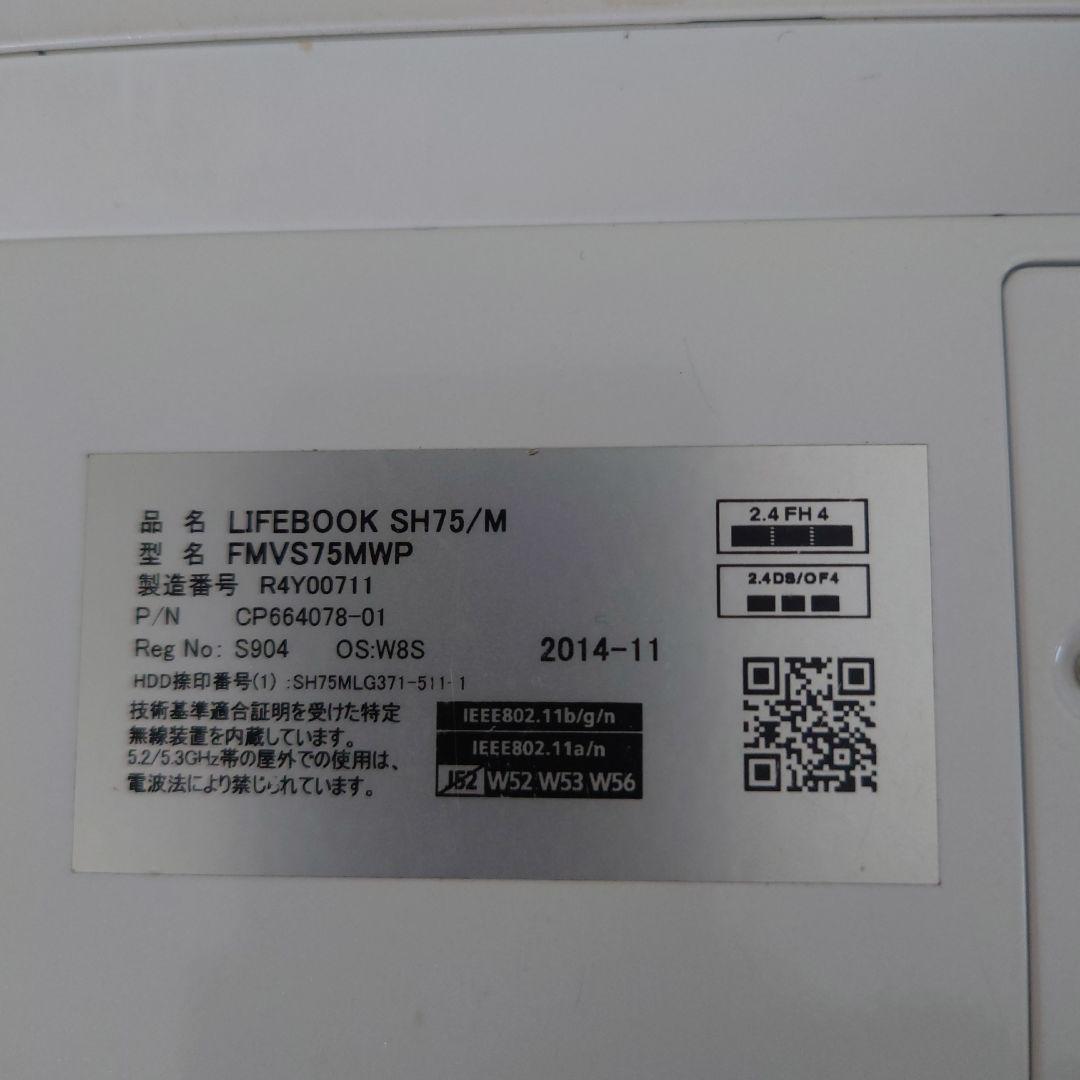 品 名 LIFEBOOK SH75/M
型 名 FMVS75MWP
製造番号 R4Y00711
P/N CP664078-01
Reg No: S904 OS:W8S 2014-11
HDD捺印番号(1) :SH75MLG371-511-1
技術基準適合証明を受けた特定
無線装置を内蔵しています。
5.2/5.3GHz帯の屋外での使用は、
電波法により禁じられています。
IEEE802.11b/g/n
IEEE802.11a/n
J52 W52 W53 W56
2.4 FH 4
2.4DS/OF4